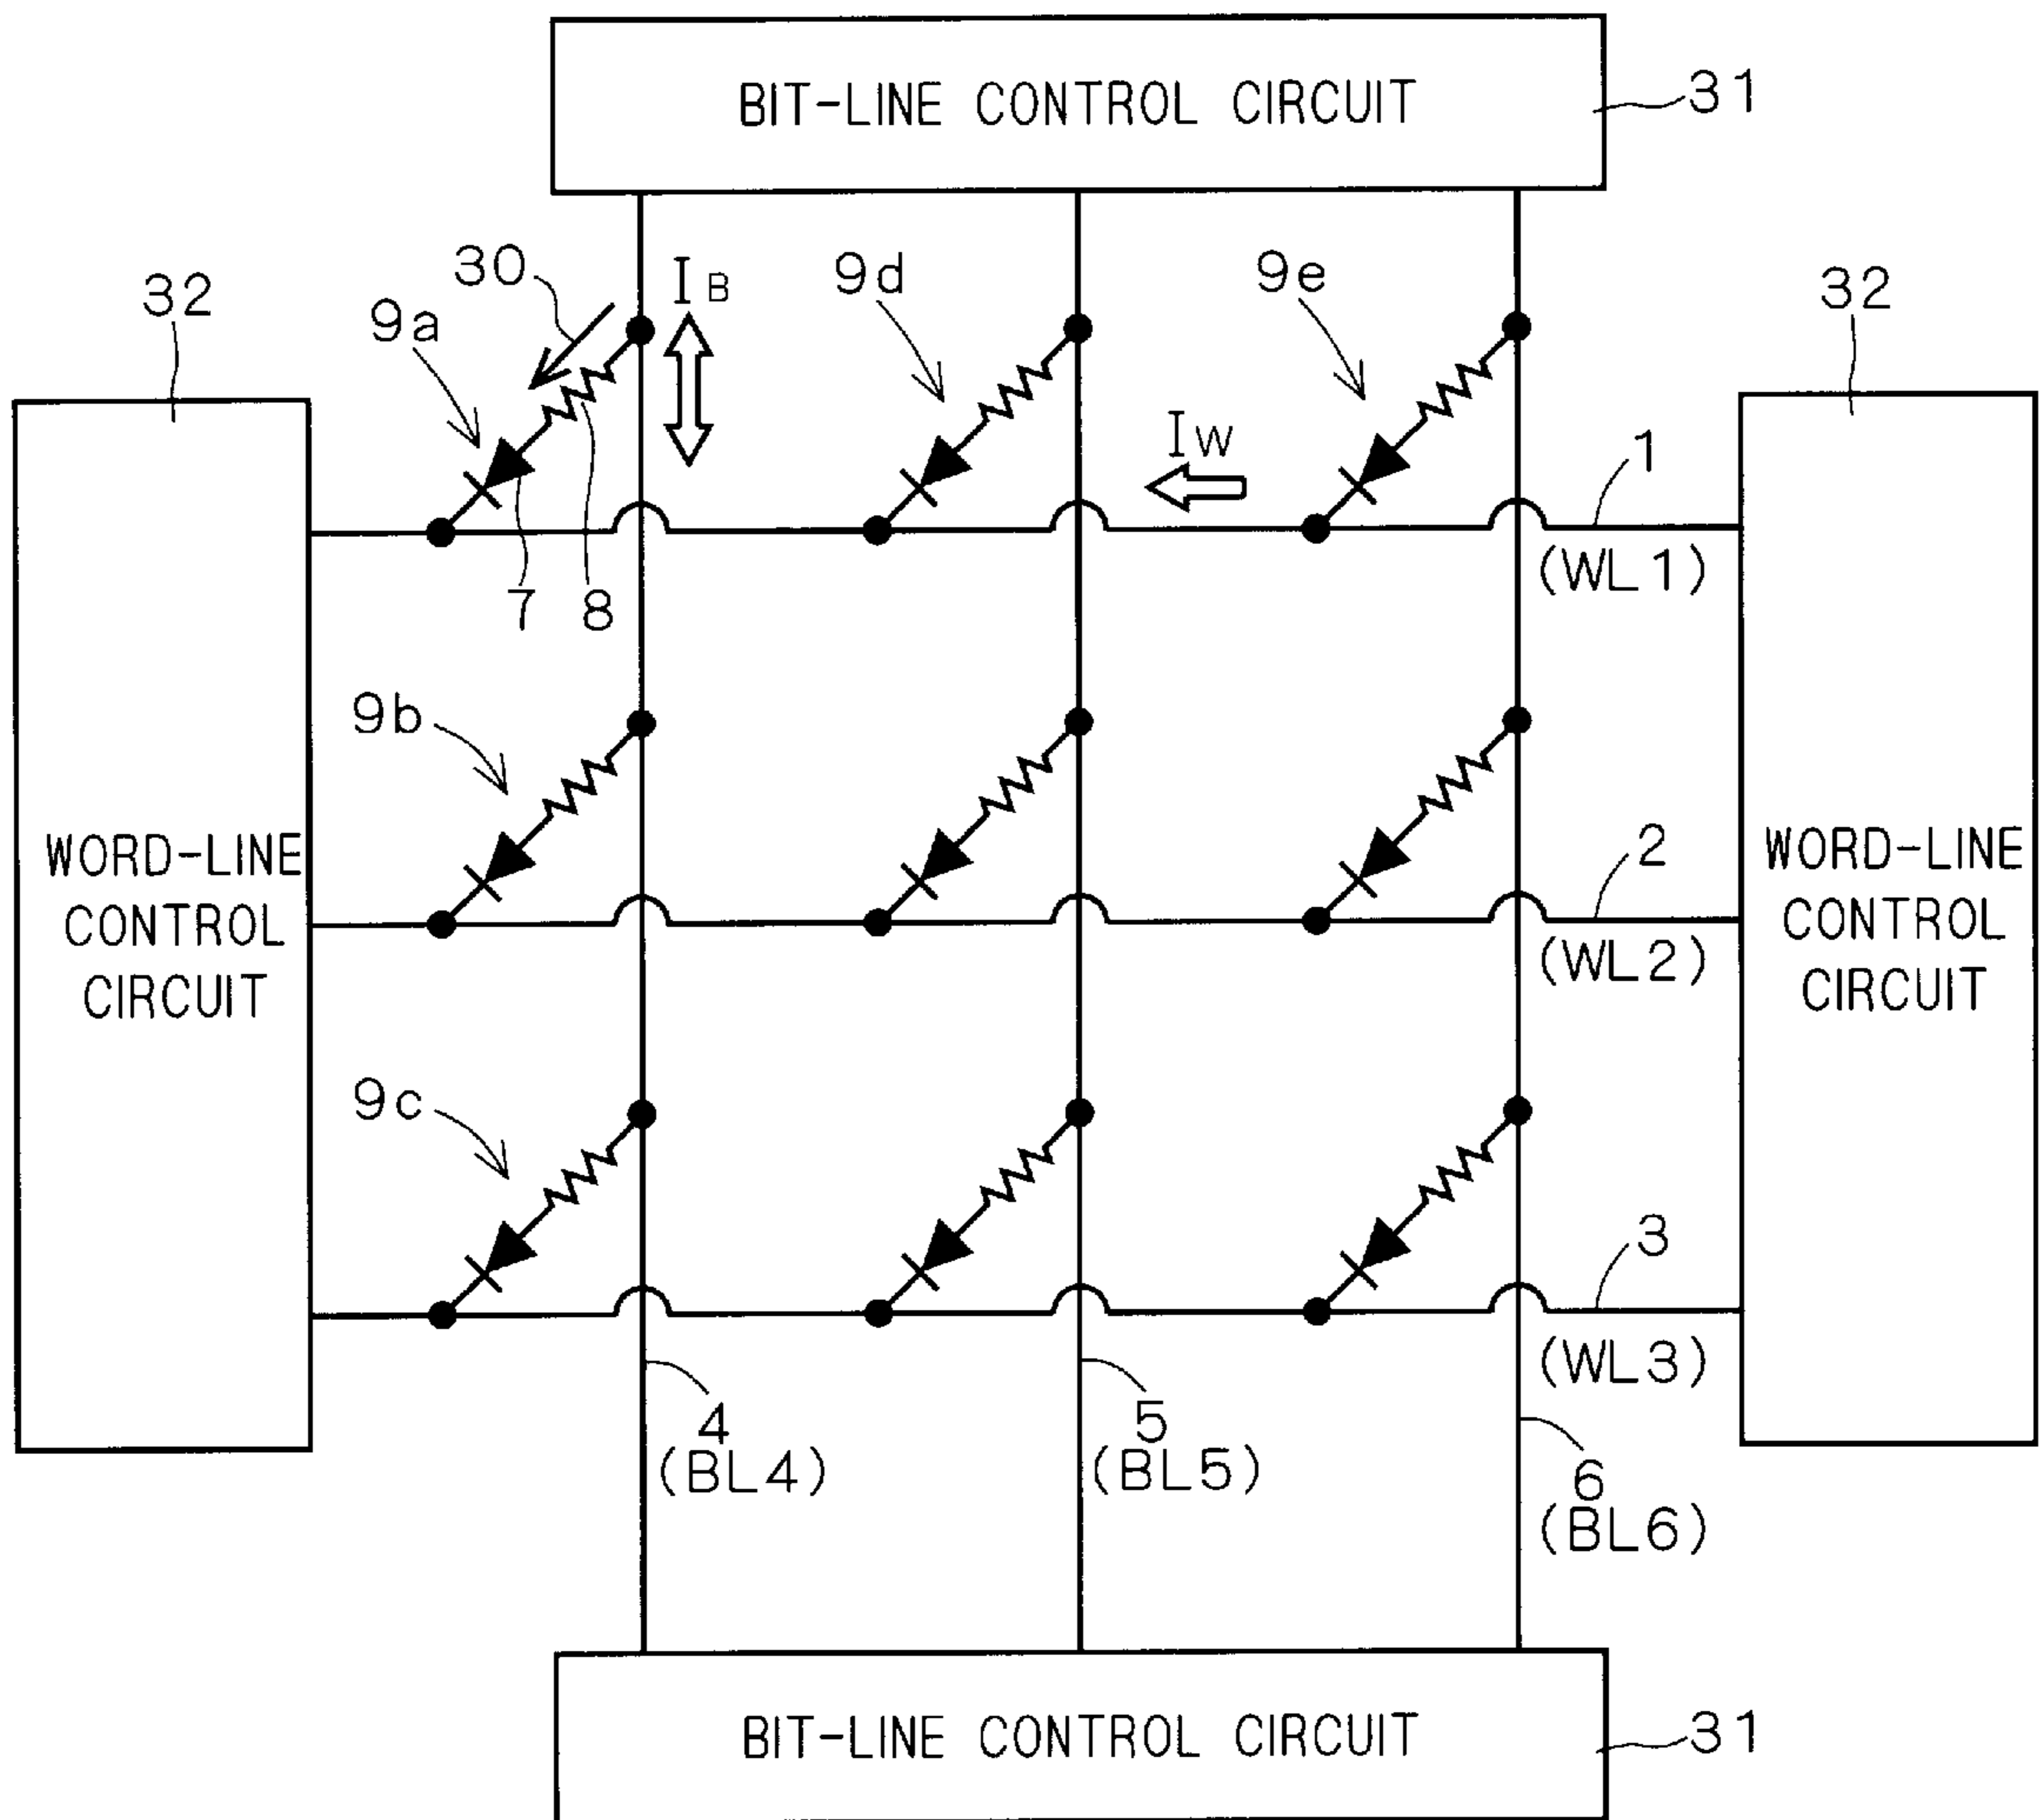 BIT-LINE CONTROL CIRCUIT
31
30
IB
9d
9e
32
32
9a
IW
1
(WL1)
7
8
9b
2
(WL2)
WORD-LINE
CONTROL
CIRCUIT
WORD-LINE
CONTROL
CIRCUIT
9c
3
(WL3)
4
(BL4)
5
(BL5)
6
(BL6)
BIT-LINE CONTROL CIRCUIT
31